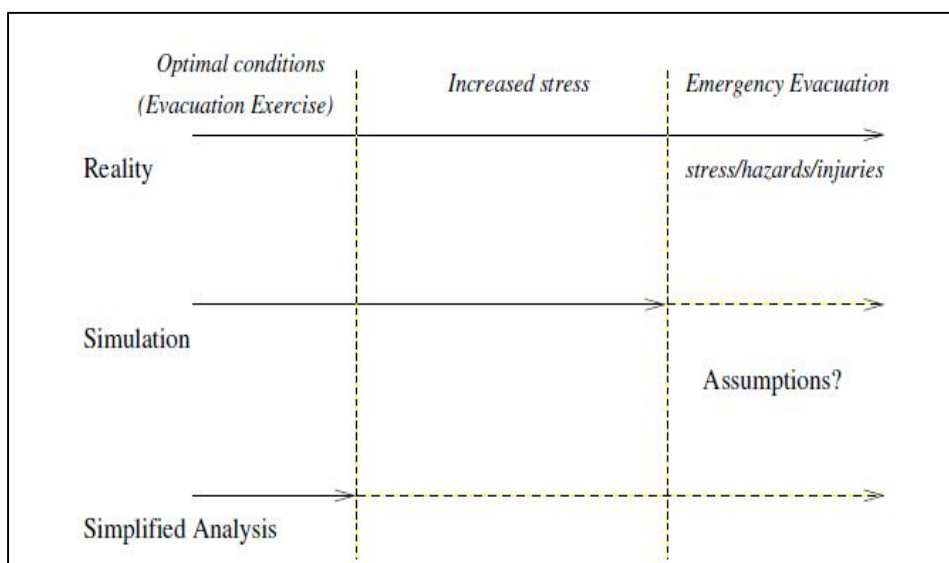 Optimal conditions
(Evacuation Exercise)
Increased stress
Emergency Evacuation
Reality
stress/hazards/injuries
Simulation
Assumptions?
Simplified Analysis